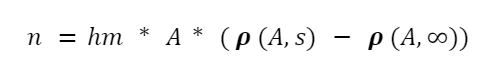 n = hm * A * ( ρ (A, s) − ρ (A, ∞))